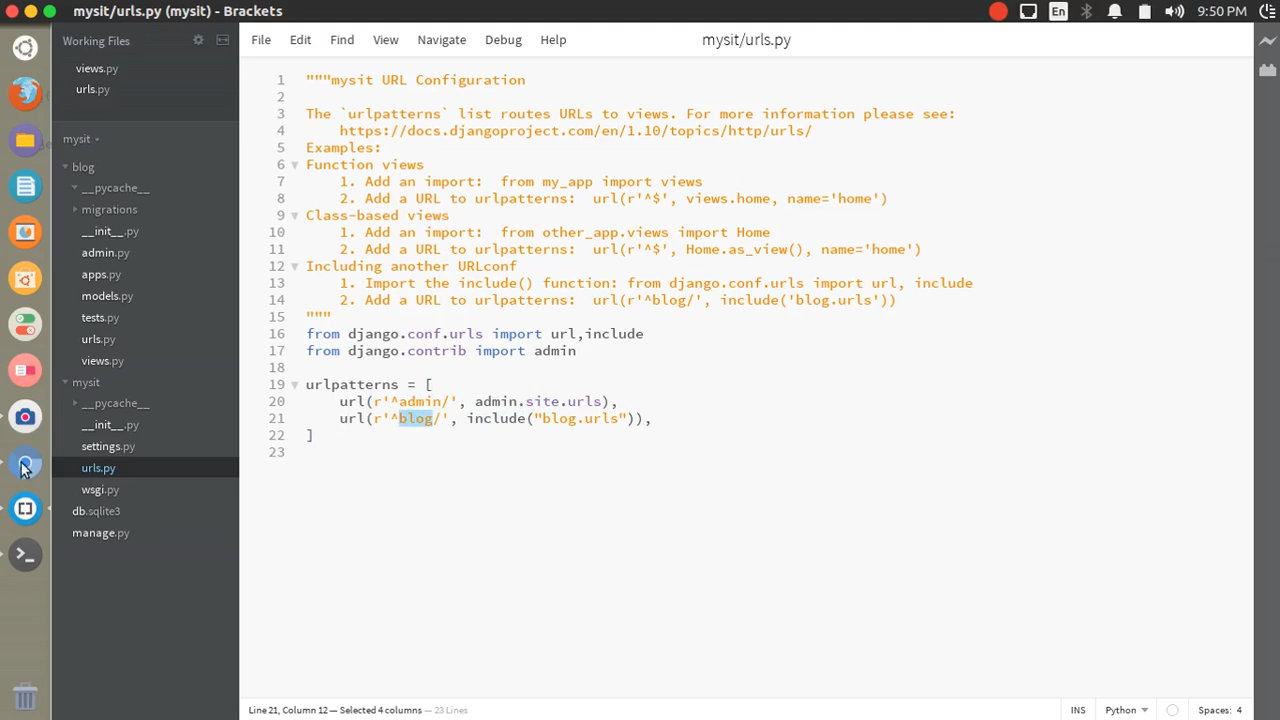 mysit/urls.py (mysit) - Brackets
En
9:50 PM
Working Files
views.py
urls.py
mysit
blog
__pycache__
migrations
__init__.py
admin.py
apps.py
models.py
tests.py
urls.py
views.py
mysit
__pycache__
__init__.py
settings.py
urls.py
wsgi.py
db.sqlite3
manage.py
File Edit Find View Navigate Debug Help
mysit/urls.py
1 """mysit URL Configuration
2
3 The `urlpatterns` list routes URLs to views. For more information please see:
4 https://docs.djangoproject.com/en/1.10/topics/http/urls/
5 Examples:
6 Function views
7 1. Add an import:  from my_app import views
8 2. Add a URL to urlpatterns:  url(r'^$', views.home, name='home')
9 Class-based views
10 1. Add an import:  from other_app.views import Home
11 2. Add a URL to urlpatterns:  url(r'^$', Home.as_view(), name='home')
12 Including another URLconf
13 1. Import the include() function: from django.conf.urls import url, include
14 2. Add a URL to urlpatterns:  url(r'^blog/', include('blog.urls'))
15 """
16 from django.conf.urls import url,include
17 from django.contrib import admin
18
19 urlpatterns = [
20 url(r'^admin/', admin.site.urls),
21 url(r'^blog/', include("blog.urls")),
22 ]
23
Line 21, Column 12 — Selected 4 columns — 23 Lines
INS Python Spaces: 4